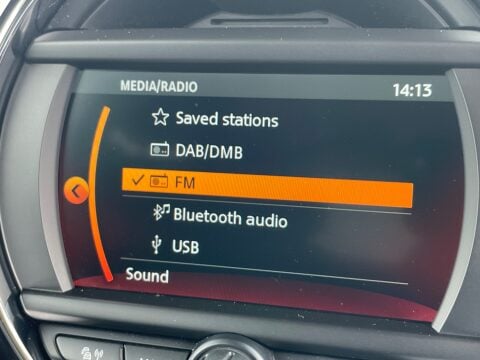 MEDIA/RADIO 14:13
Saved stations
DAB/DMB
FM
Bluetooth audio
USB
Sound